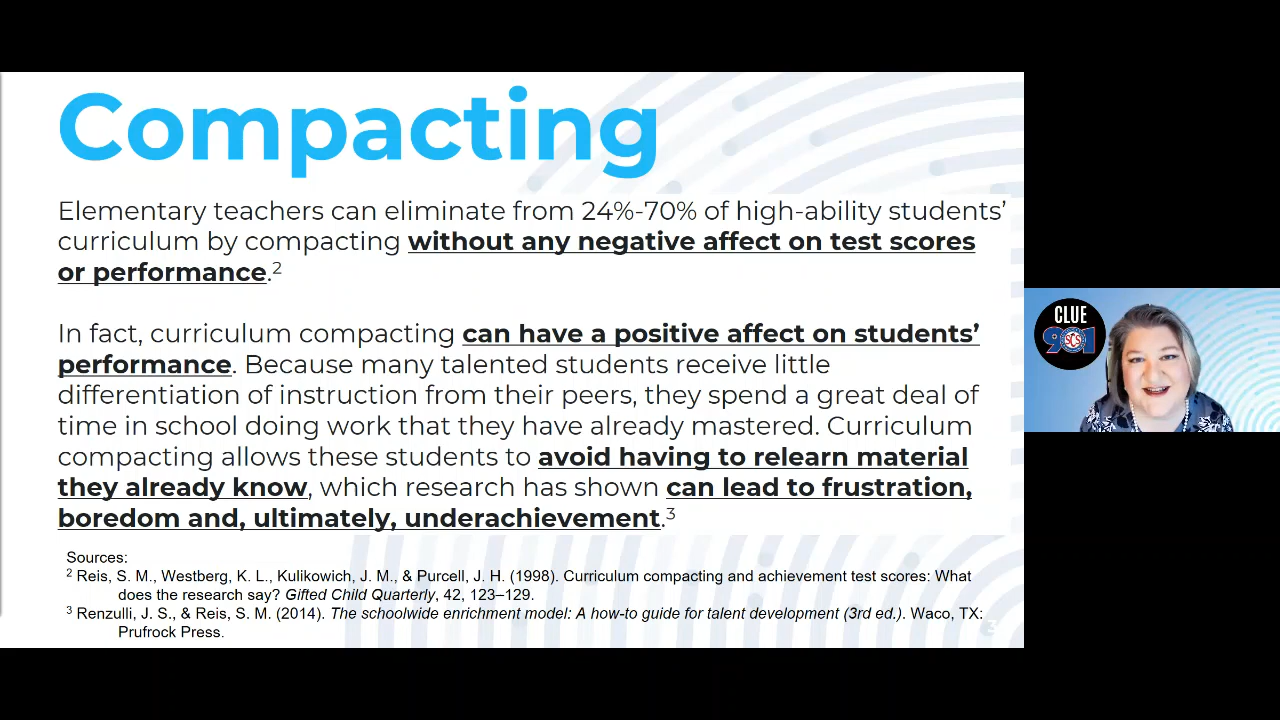 Compacting
Elementary teachers can eliminate from 24%-70% of high-ability students’
curriculum by compacting without any negative affect on test scores
or performance.²
In fact, curriculum compacting can have a positive affect on students’
performance. Because many talented students receive little
differentiation of instruction from their peers, they spend a great deal of
time in school doing work that they have already mastered. Curriculum
compacting allows these students to avoid having to relearn material
they already know, which research has shown can lead to frustration,
boredom and, ultimately, underachievement.³
Sources:
² Reis, S. M., Westberg, K. L., Kulikowich, J. M., & Purcell, J. H. (1998). Curriculum compacting and achievement test scores: What
does the research say? Gifted Child Quarterly, 42, 123–129.
³ Renzulli, J. S., & Reis, S. M. (2014). The schoolwide enrichment model: A how-to guide for talent development (3rd ed.). Waco, TX:
Prufrock Press.
3
CLUE
901
SCS